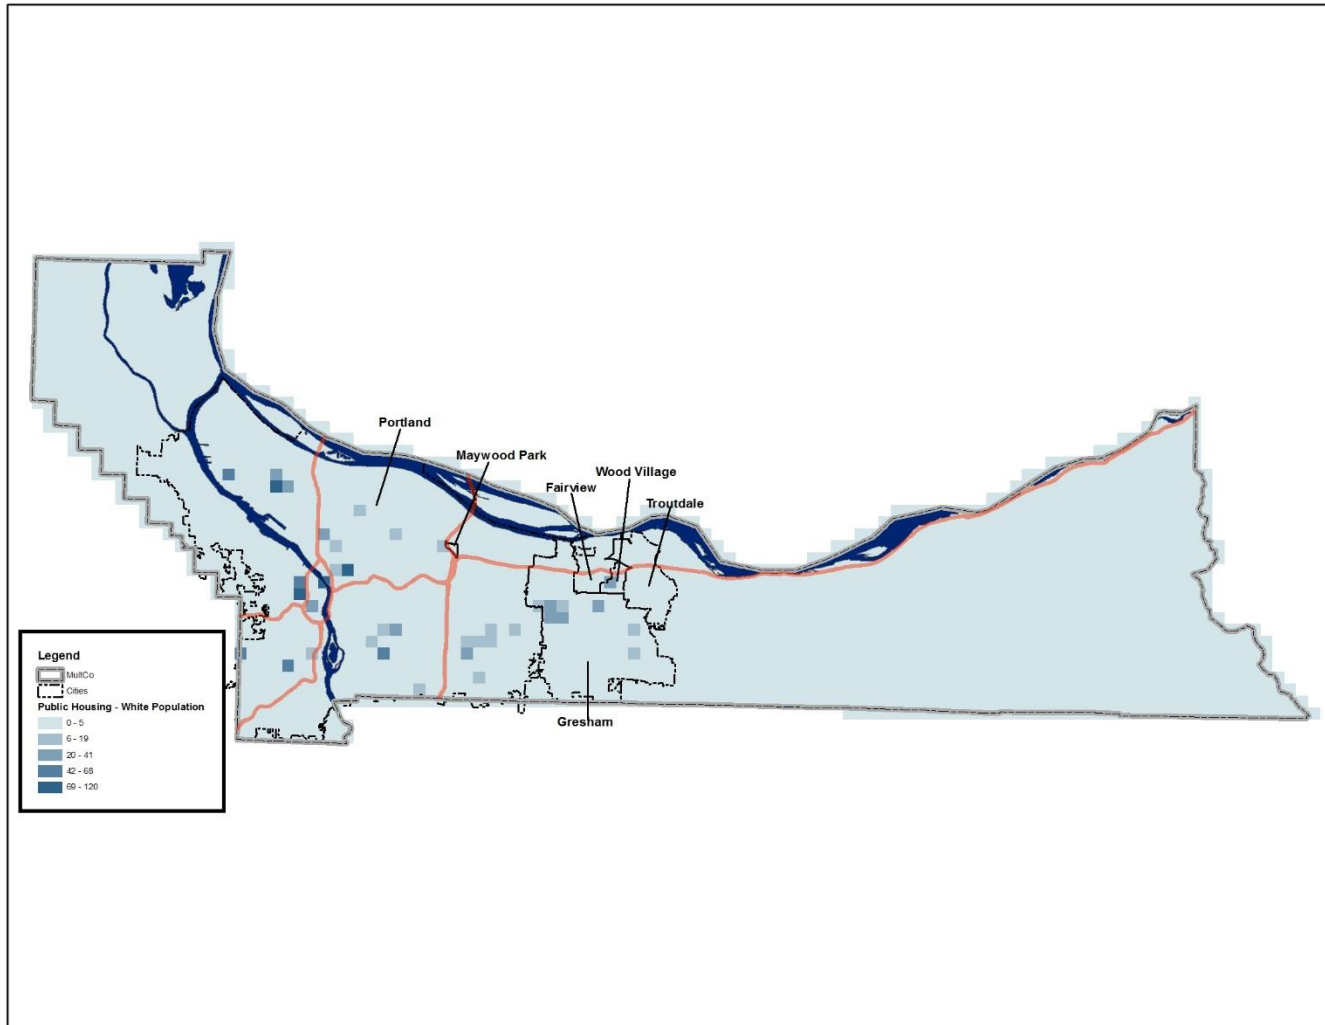 Portland
Maywood Park
Wood Village
Fairview
Troutdale
Gresham
Legend
MultCo
Cities
Public Housing - White Population
0 - 5
6 - 19
20 - 41
42 - 68
69 - 120